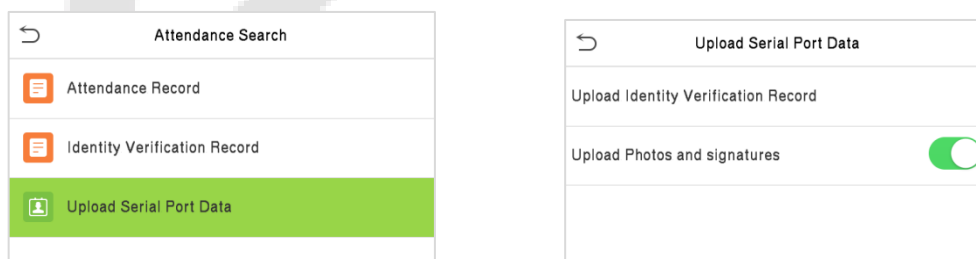 Attendance Search
Attendance Record
Identity Verification Record
Upload Serial Port Data
Upload Serial Port Data
Upload Identity Verification Record
Upload Photos and signatures